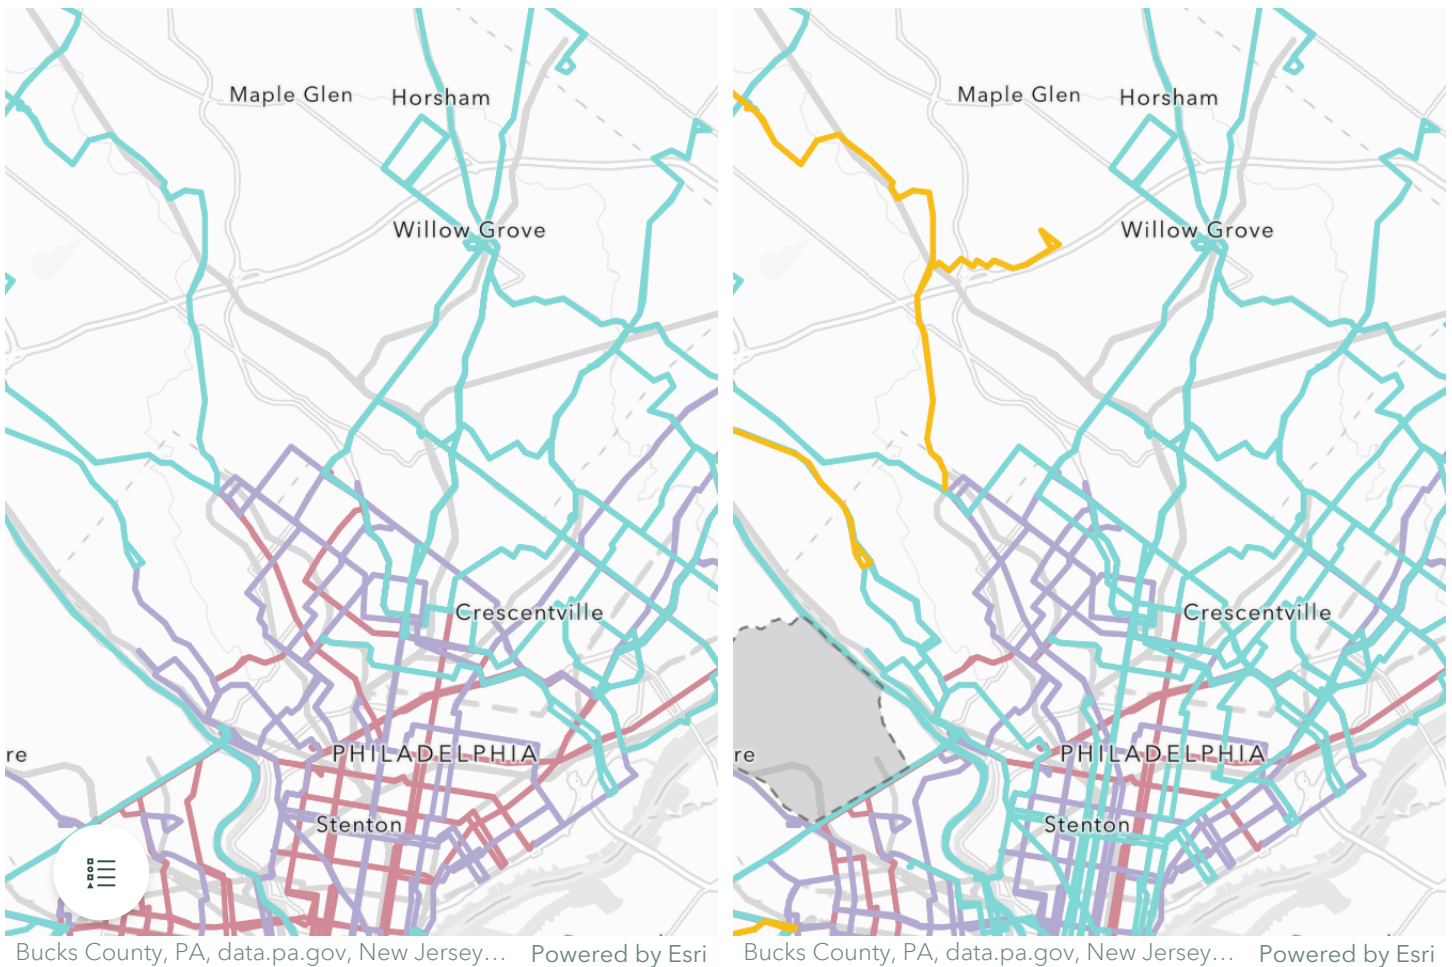 Maple Glen
Horsham
Willow Grove
Crescentville
re
PHILADELPHIA
Stenton
Bucks County, PA, data.pa.gov, New Jersey...
Powered by Esri
Maple Glen
Horsham
Willow Grove
Crescentville
re
PHILADELPHIA
Stenton
Bucks County, PA, data.pa.gov, New Jersey...
Powered by Esri